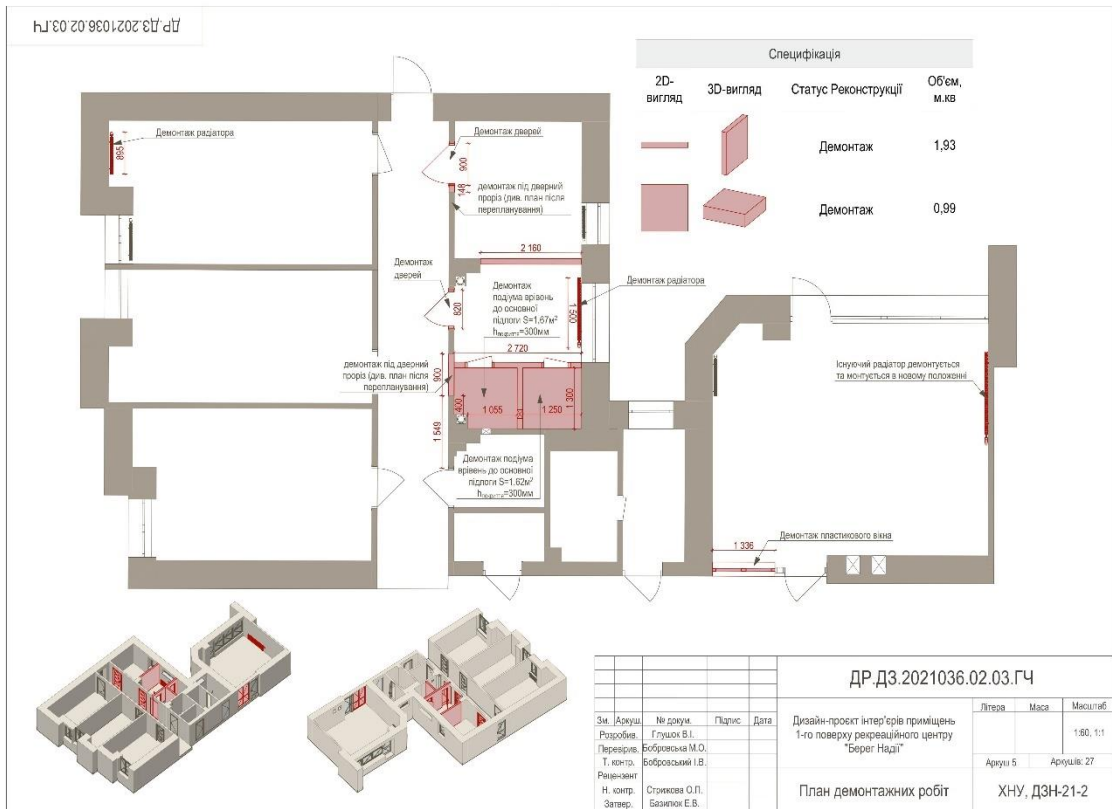 ДР.ДЗ.2021036.02.03.ГЧ
Специфікація
2D-вигляд
3D-вигляд
Статус Реконструкції
Об'єм, м.кв
Демонтаж
1,93
Демонтаж
0,99
Демонтаж радіатора
895
Демонтаж дверей
900
148
демонтаж під дверний
проріз (див. план після
перепланування)
2 160
Демонтаж
дверей
820
Демонтаж
подіума врівень
до основної
підлоги S=1.67м²
=300мм
1 500
Демонтаж радіатора
2 720
демонтаж під дверний
проріз (див. план після
перепланування)
900
400
1 055
1 250
1 300
1 549
Демонтаж подіума
врівень до основної
підлоги S=1.62м²
=300мм
Існуючий радіатор демонтується
та монтується в новому положенні
1 336
Демонтаж пластикового вікна
ДР.ДЗ.2021036.02.03.ГЧ
Зм. Аркуш. № докум. Підпис Дата
Розробив. Глушок В.І.
Перевірив. Бобровська М.О.
Т. контр. Бобровський І.В.
Рецензент
Н. контр. Стрижова О.П.
Затвер. Базилюк Е.В.
Дизайн-проєкт інтер'єрів приміщень
1-го поверху рекреаційного центру
"Берег Надії"
Літера Маса Масштаб
1:60, 1:1
Аркуш 5 Аркушів: 27
План демонтажних робіт
ХНУ, ДЗН-21-2